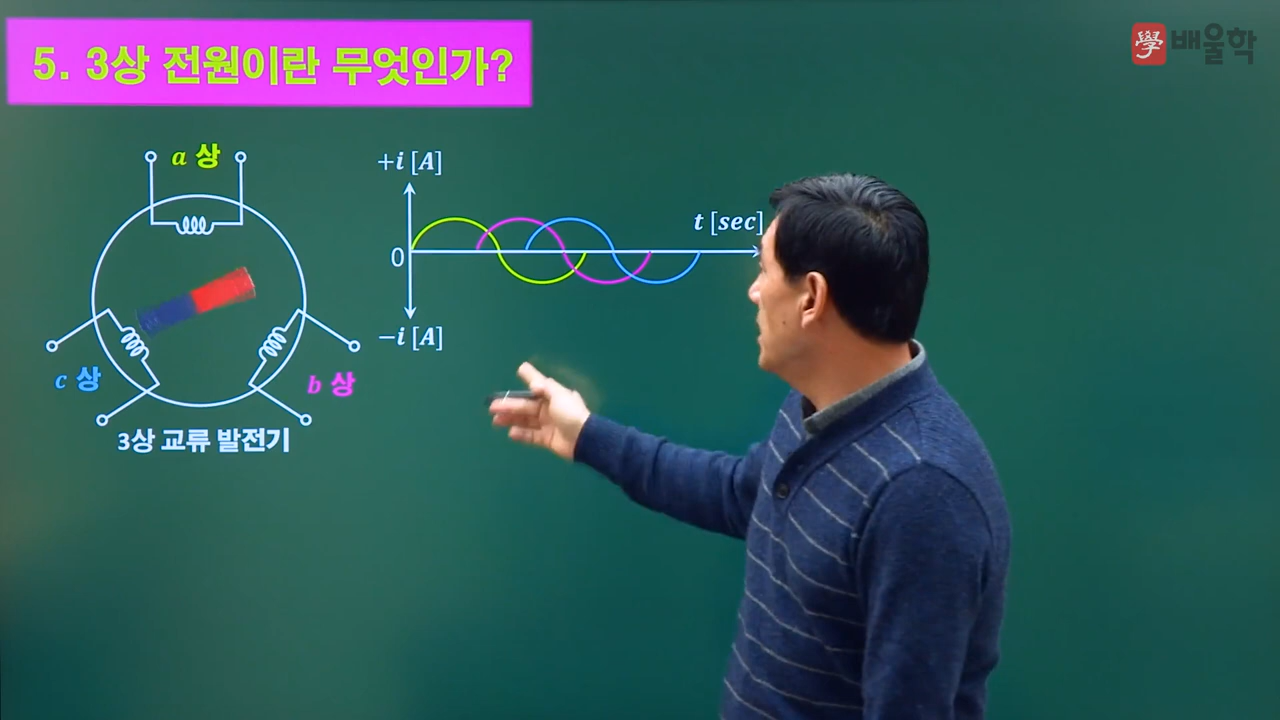 5. 3상 전원이란 무엇인가?
學 배울학
a 상
+i [A]
t [sec]
0
−i [A]
c 상
b 상
3상 교류 발전기